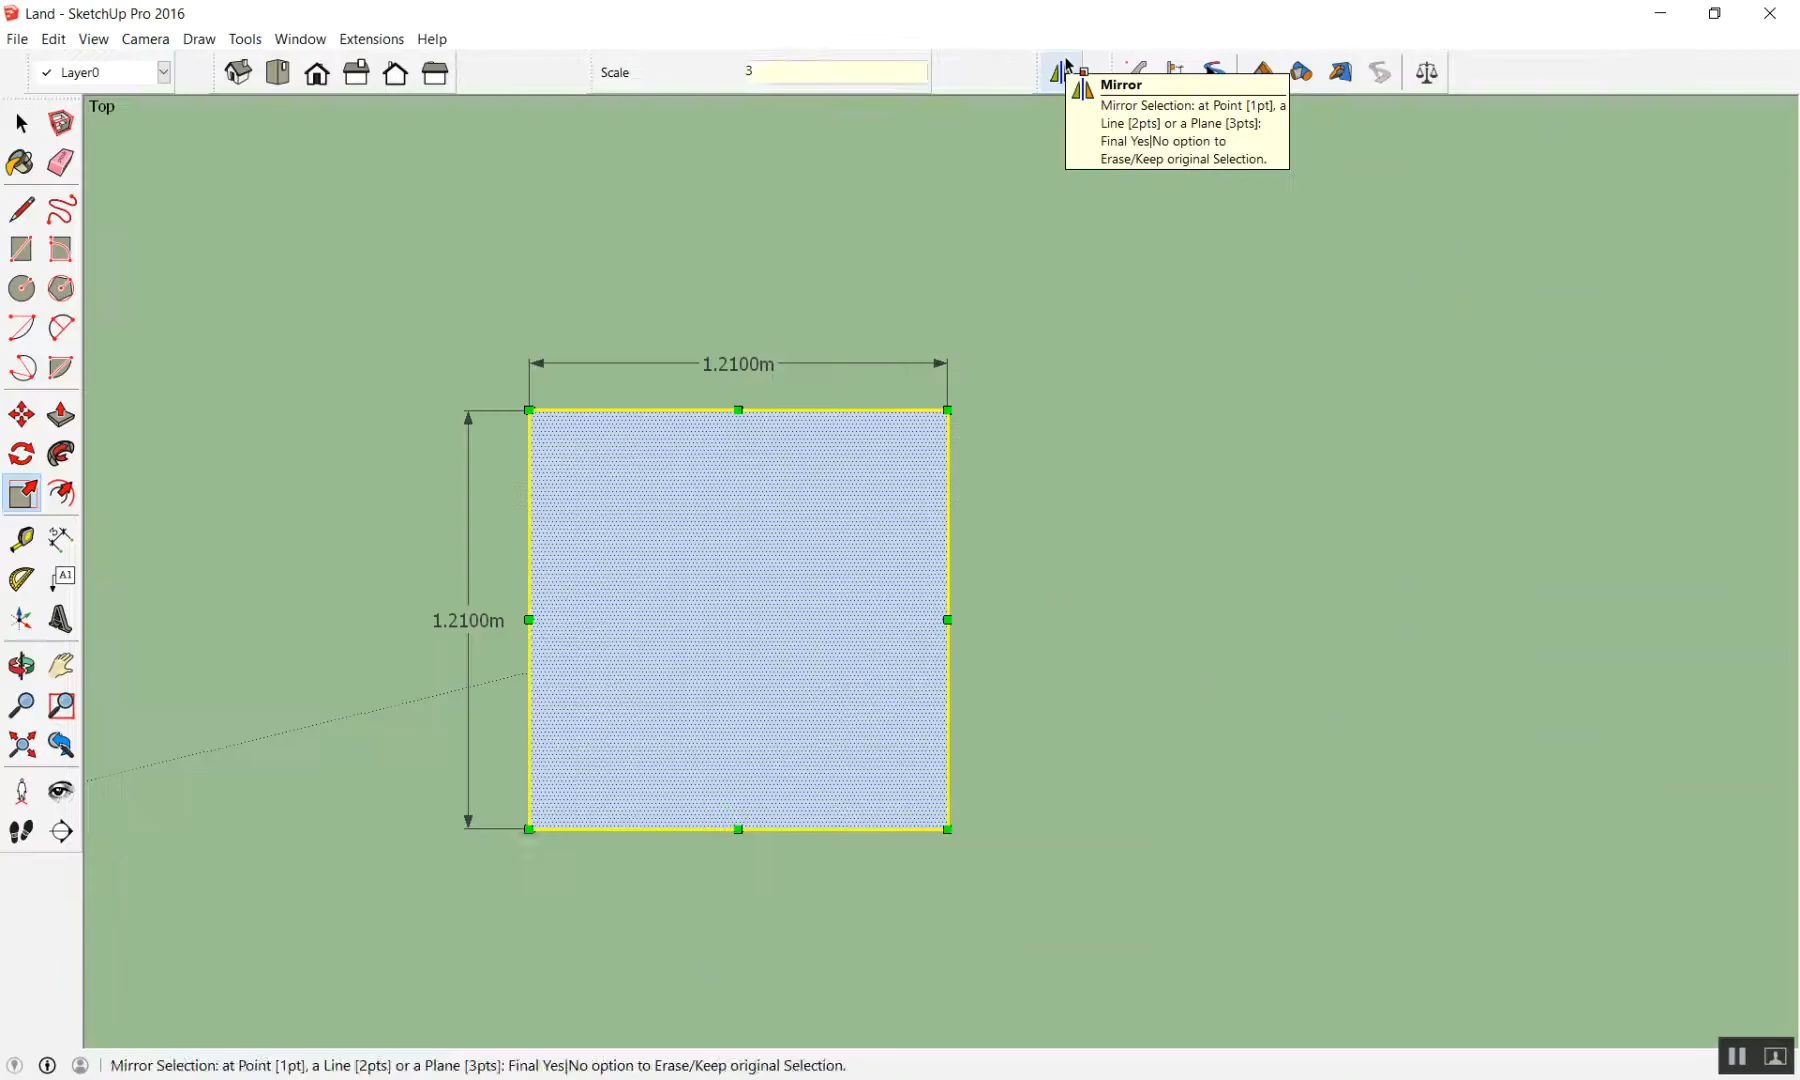 Land - SketchUp Pro 2016
File Edit View Camera Draw Tools Window Extensions Help
Layer0
Scale
3
Mirror
Mirror Selection: at Point [1pt], a
Line [2pts] or a Plane [3pts]:
Final Yes|No option to
Erase/Keep original Selection.
Top
1.2100m
A1
1.2100m
Mirror Selection: at Point [1pt], a Line [2pts] or a Plane [3pts]: Final Yes|No option to Erase/Keep original Selection.